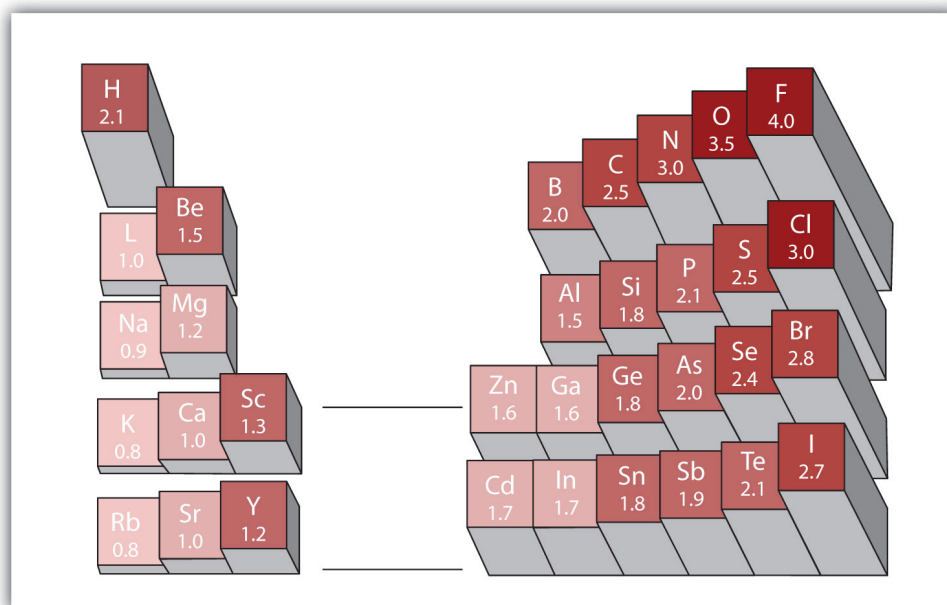 H
2.1
L
1.0
Be
1.5
B
2.0
C
2.5
N
3.0
O
3.5
F
4.0
Na
0.9
Mg
1.2
Al
1.5
Si
1.8
P
2.1
S
2.5
Cl
3.0
K
0.8
Ca
1.0
Sc
1.3
Zn
1.6
Ga
1.6
Ge
1.8
As
2.0
Se
2.4
Br
2.8
Rb
0.8
Sr
1.0
Y
1.2
Cd
1.7
In
1.7
Sn
1.8
Sb
1.9
Te
2.1
I
2.7